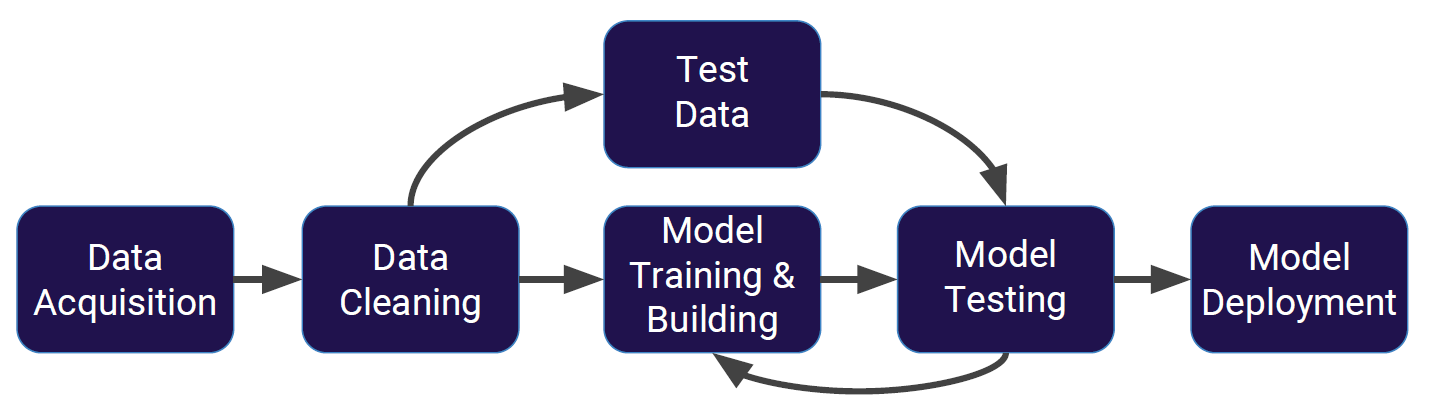 Test
Data
Data
Acquisition
Data
Cleaning
Model
Training &
Building
Model
Testing
Model
Deployment